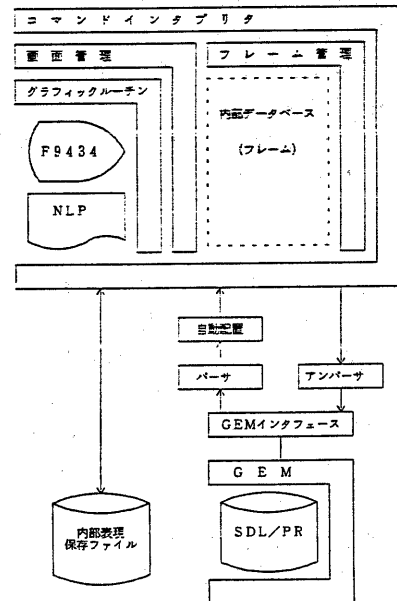 コマンドインタプリタ
画面管理
フレーム管理
グラフィックルーチン
内部データベース
(フレーム)
F9434
NLP
自動配置
パーサ
アンパーサ
GEMインタフェース
GEM
内部表現
保存ファイル
SDL/PR